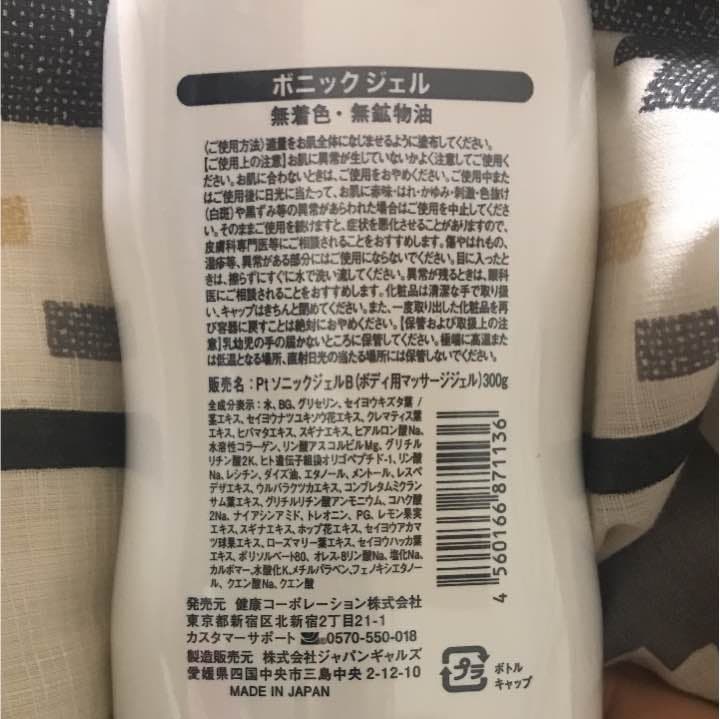 ボニックジェル
無着色・無鉱物油
〈ご使用方法〉適量をお肌全体になじませるように塗布してください。
【ご使用上の注意】お肌に異常が生じていないかよく注意してご使用く
ださい。お肌に合わないときは、ご使用をおやめください。ご使用中また
はご使用後に日光に当たって、お肌に赤味・はれ・かゆみ・刺激・色抜け
(白斑)や黒ずみ等の異常があらわれた場合はご使用を中止してくださ
い。そのままご使用を続けますと、症状を悪化させることがありますので、
皮膚科専門医等にご相談されることをおすすめします。傷やはれもの、
湿疹等、異常がある部分にはご使用にならないでください。目に入ったと
きは、擦らずにすぐに水で洗い流してください。異常が残るときは、眼科
医にご相談されることをおすすめします。化粧品は清潔な手で取り扱
い、キャップはきちんと閉めてください。また、一度取り出した化粧品を再
び容器に戻すことは絶対におやめください。【保管および取扱上の注
意】乳幼児の手の届かないところに保管してください。極端に高温また
は低温となる場所、直射日光の当たる場所には保管しないでください。
販売名:Pt ソニックジェルB(ボディ用マッサージジェル)300g
全成分表示:水、BG、グリセリン、セイヨウキズタ葉/
茎エキス、セイヨウナツユキソウ花エキス、クレマティス葉
エキス、ヒバマタエキス、スギナエキス、ヒアルロン酸Na、
水溶性コラーゲン、リン酸アスコルビルMg、グリチル
リチン酸2K、ヒト遺伝子組換オリゴペプチド-1、リン酸
Na、レシチン、ダイズ油、エタノール、メントール、レスペ
デザエキス、ウルバラクツカエキス、コンブレタムミクラン
サム葉エキス、グリチルリチン酸アンモニウム、コハク酸
2Na、ナイアシンアミド、トレオニン、PG、レモン果実
エキス、スギナエキス、ホップ花エキス、セイヨウアカマ
ツ球果エキス、ローズマリー葉エキス、セイヨウハッカ葉
エキス、ポリソルベート80、オレス-8リン酸Na、塩化Na、
カルボマー、水酸化K、メチルパラベン、フェノキシエタノー
ル、クエン酸Na、クエン酸
4 560166 871136
発売元 健康コーポレーション株式会社
東京都新宿区北新宿2丁目21-1
カスタマーサポート 0570-550-018
製造販売元 株式会社ジャパンギャルズ
愛媛県四国中央市三島中央 2-12-10
MADE IN JAPAN
プラ
ボトル
キャップ